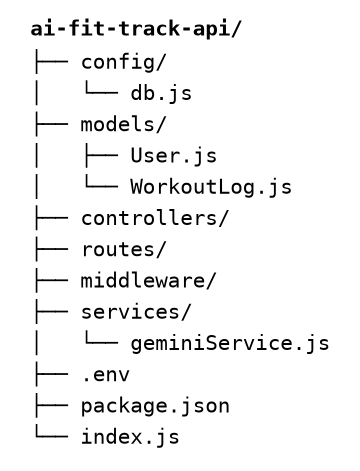 ai-fit-track-api/
├── config/
│   └── db.js
├── models/
│   ├── User.js
│   └── WorkoutLog.js
├── controllers/
├── routes/
├── middleware/
├── services/
│   └── geminiService.js
├── .env
├── package.json
└── index.js